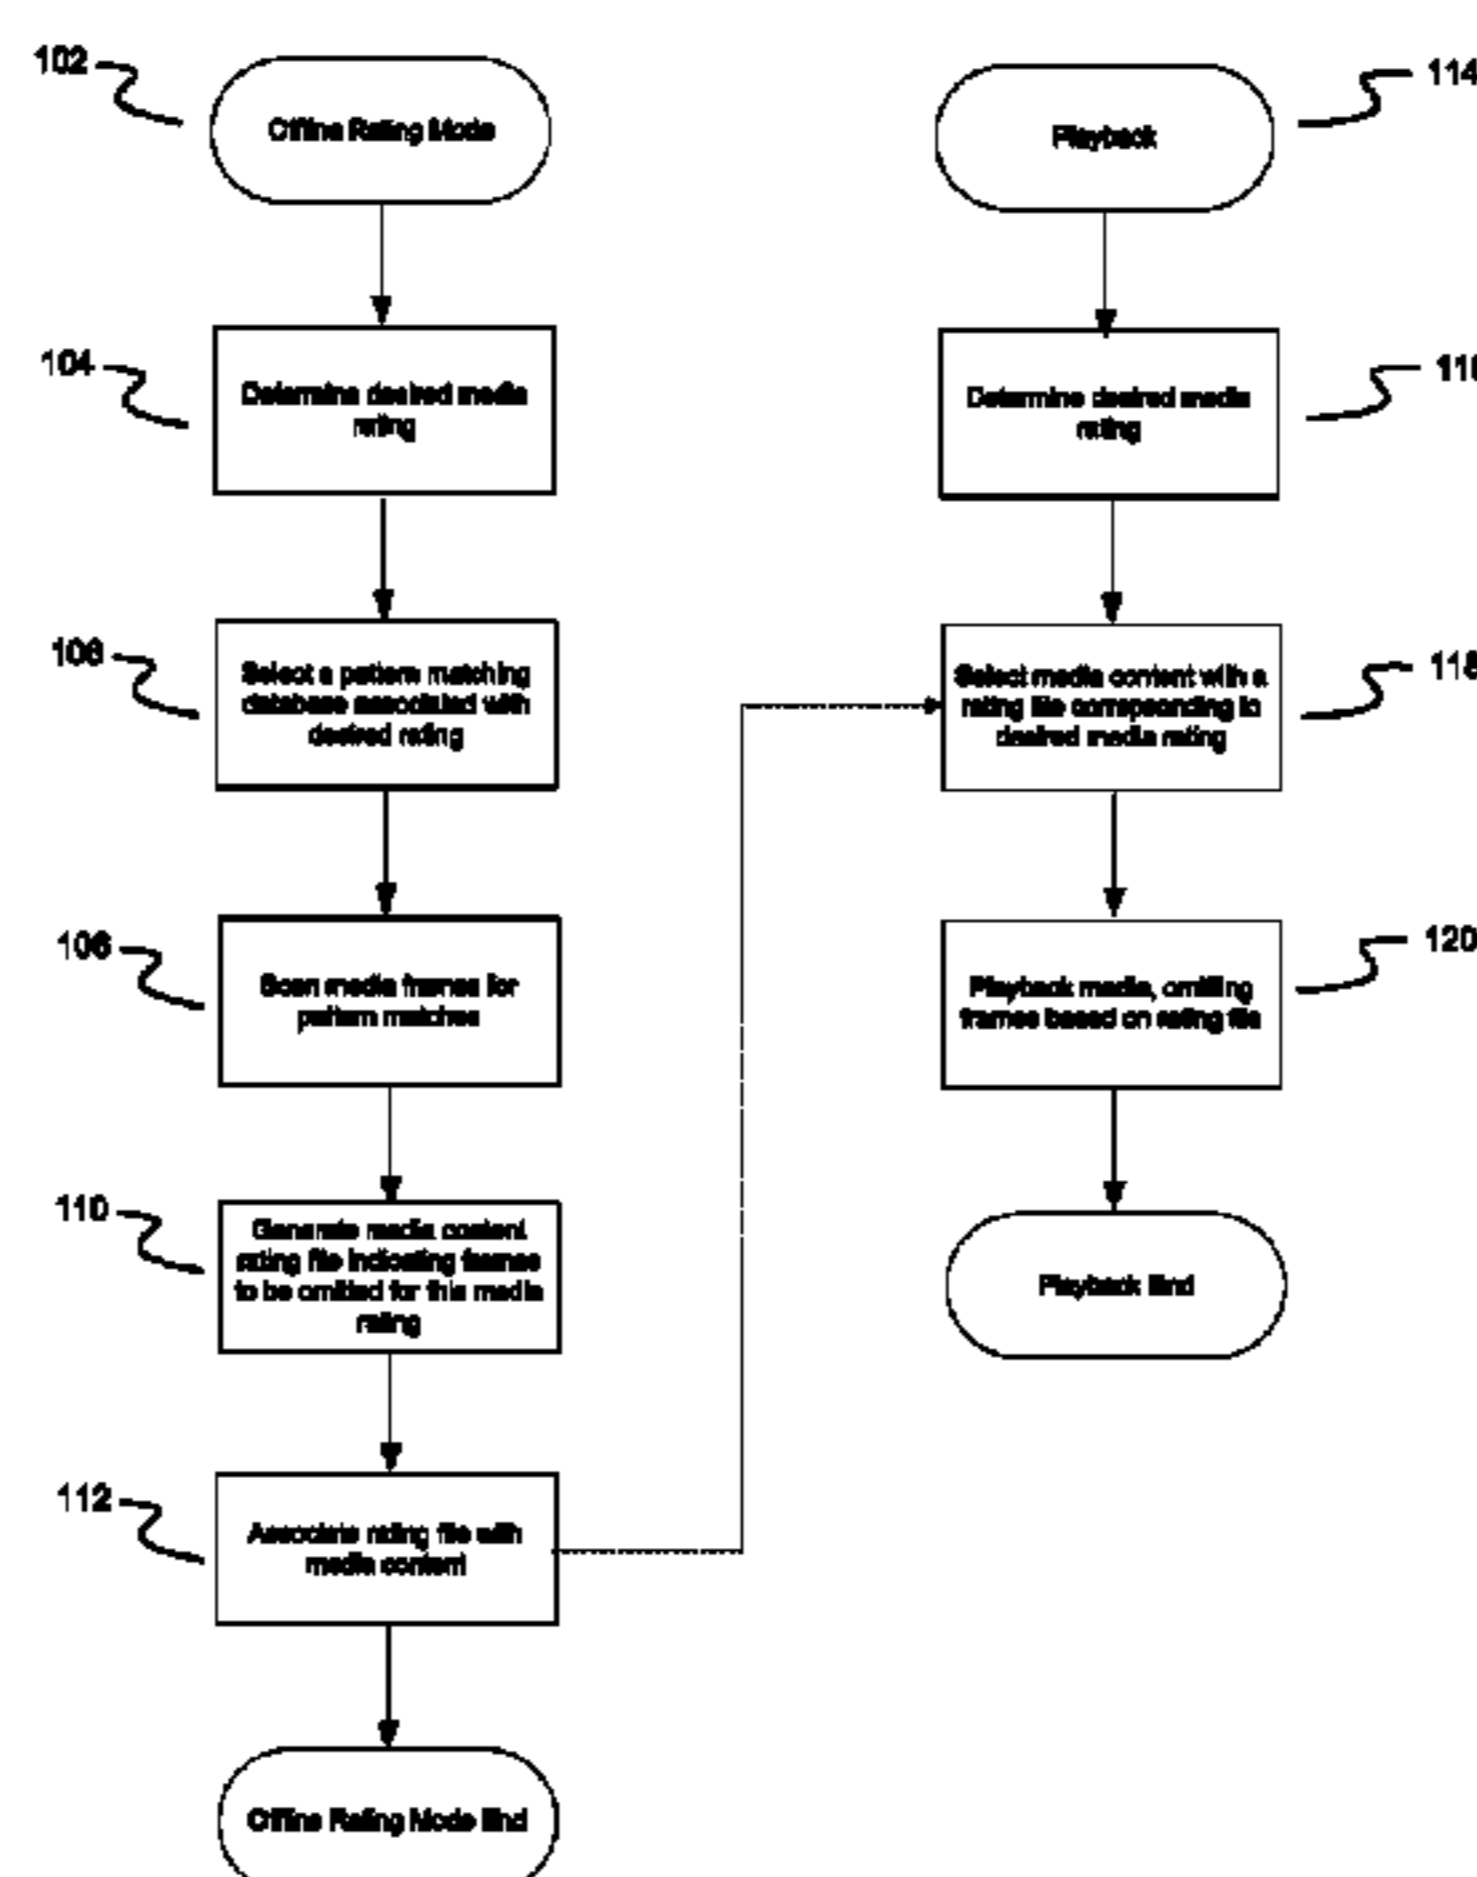 102
Offline Rating Mode
104
Determine desired media
rating
106
Select a pattern matching
database associated with
desired rating
108
Scan media frames for
pattern matches
110
Generate media content
rating file indicating frames
to be omitted for this media
rating
112
Associate rating file with
media content
Offline Rating Mode End
114
Playback
Determine desired media
rating
Select media content with a
rating file corresponding to
desired media rating
120
Playback media, omitting
frames based on rating file
Playback End